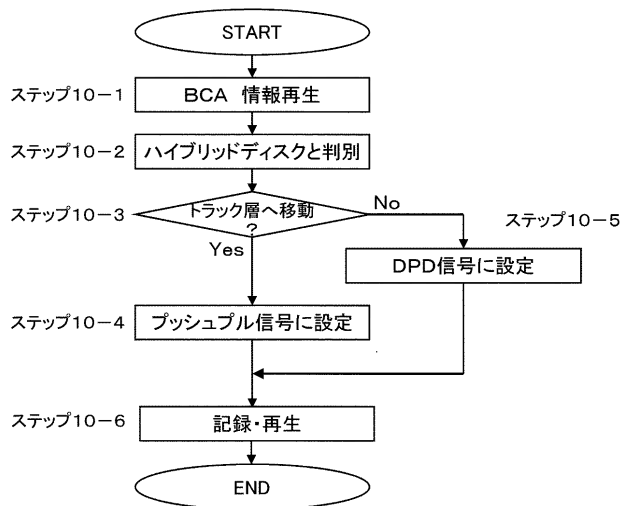 START
ステップ10-1
BCA 情報再生
ステップ10-2
ハイブリッドディスクと判別
ステップ10-3
トラック層へ移動
?
No
Yes
ステップ10-5
DPD信号に設定
ステップ10-4
プッシュプル信号に設定
ステップ10-6
記録・再生
END